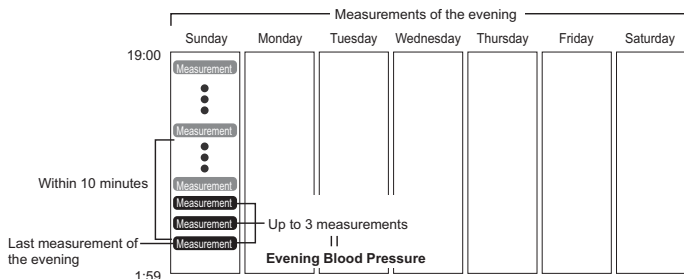 Measurements of the evening
Sunday Monday Tuesday Wednesday Thursday Friday Saturday
19:00
Measurement
Measurement
Measurement
Within 10 minutes
Measurement
Measurement
Up to 3 measurements
Measurement
Last measurement of
the evening
Evening Blood Pressure
1:59